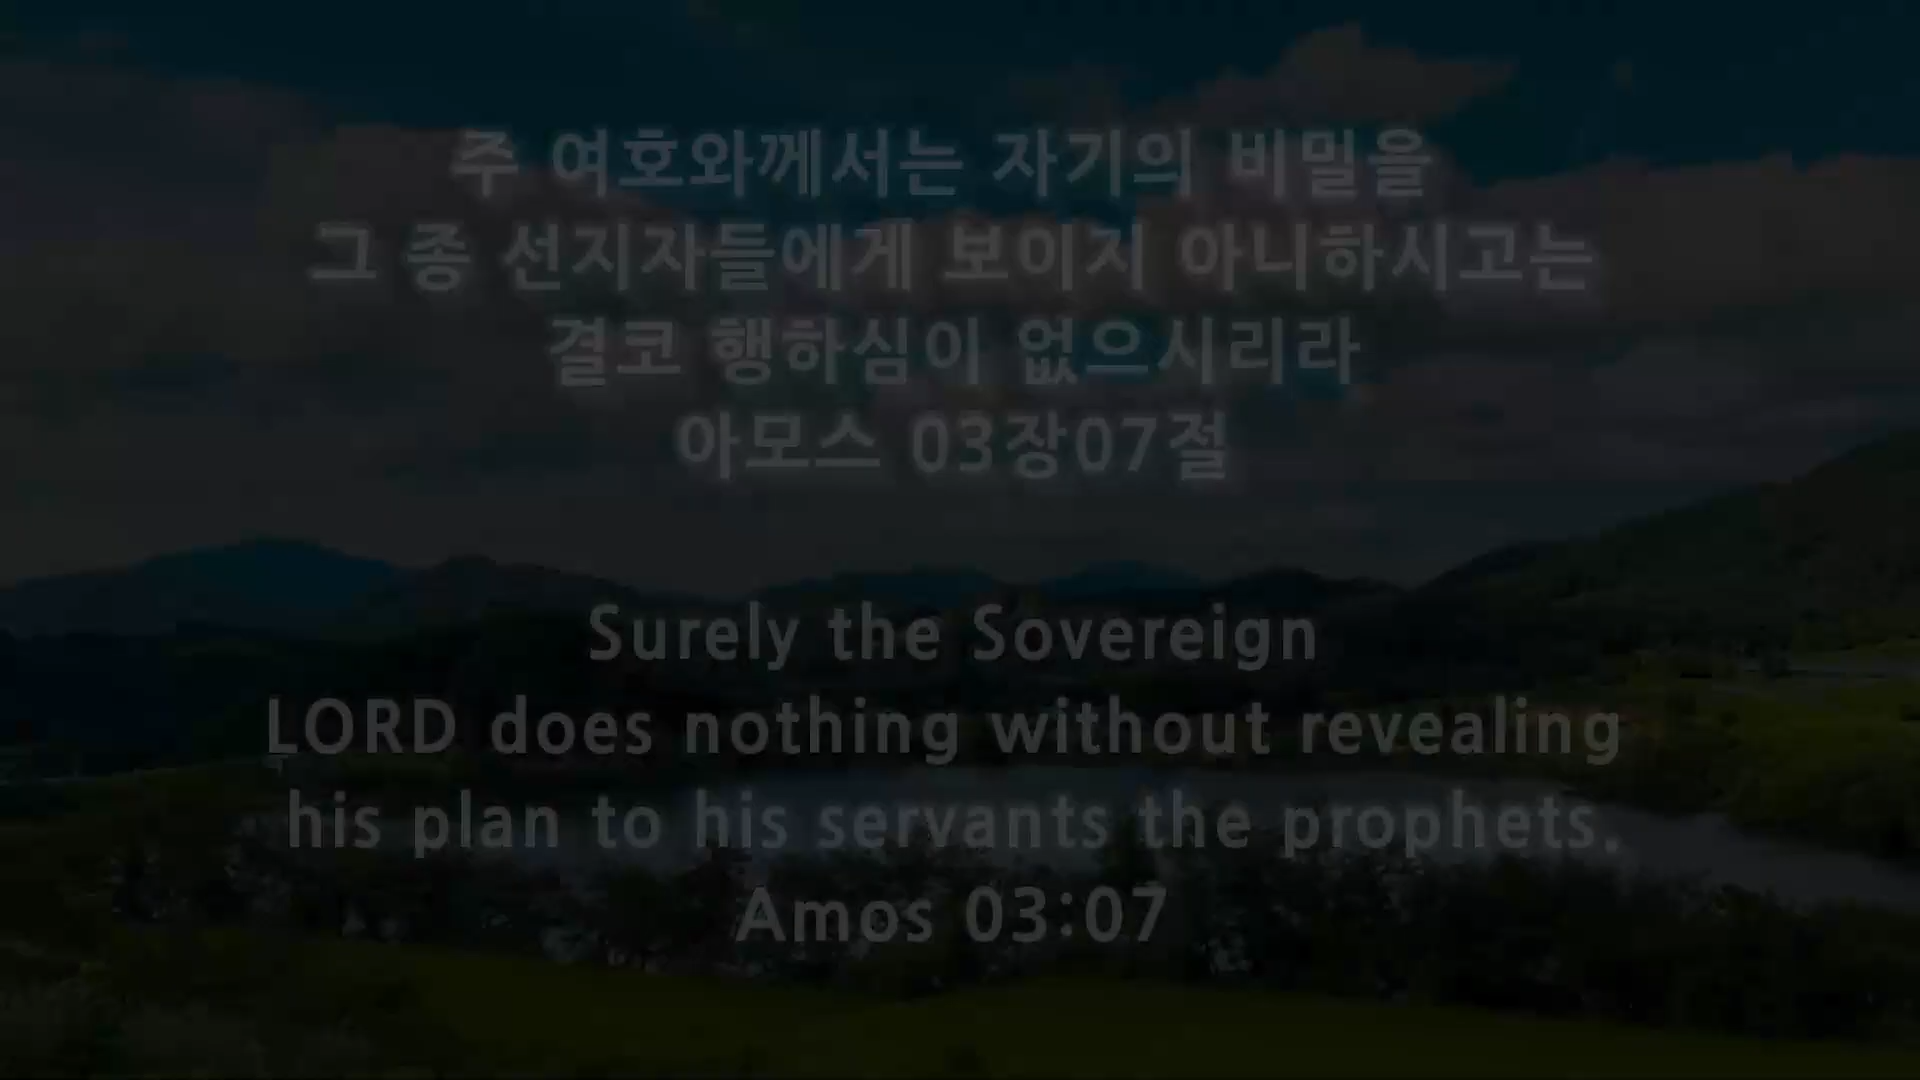 주 여호와께서는 자기의 비밀을
그 종 선지자들에게 보이지 아니하시고는
결코 행하심이 없으시리라
아모스 03장07절
Surely the Sovereign
LORD does nothing without revealing
his plan to his servants the prophets.
Amos 03:07